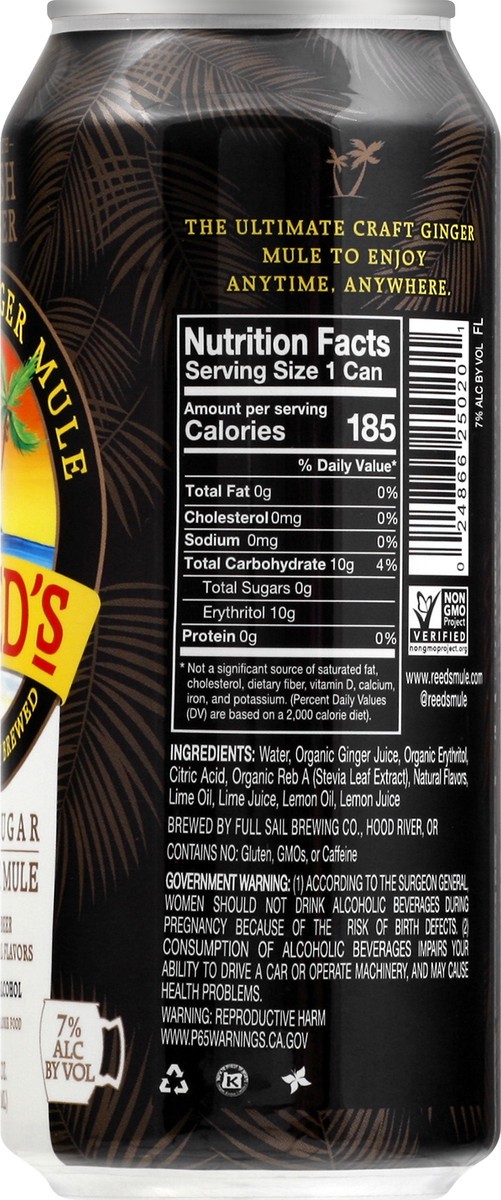 THE ULTIMATE CRAFT GINGER
MULE TO ENJOY
ANYTIME, ANYWHERE.
Nutrition Facts
Serving Size 1 Can
Amount per serving
Calories 185
% Daily Value*
Total Fat 0g 0%
Cholesterol 0mg 0%
Sodium 0mg 0%
Total Carbohydrate 10g 4%
Total Sugars 0g
Erythritol 10g
Protein 0g 0%
* Not a significant source of saturated fat,
cholesterol, dietary fiber, vitamin D, calcium,
iron, and potassium. (Percent Daily Values
(DV) are based on a 2,000 calorie diet).
0 24866 25020 1
7% ALC BY VOL FL
NON
GMO
Project
VERIFIED
nongmoproject.org
www.reedsmule.com
@reedsmule
INGREDIENTS: Water, Organic Ginger Juice, Organic Erythritol,
Citric Acid, Organic Reb A (Stevia Leaf Extract), Natural Flavors,
Lime Oil, Lime Juice, Lemon Oil, Lemon Juice
BREWED BY FULL SAIL BREWING CO., HOOD RIVER, OR
CONTAINS NO: Gluten, GMOs, or Caffeine
GOVERNMENT WARNING: (1) ACCORDING TO THE SURGEON GENERAL,
WOMEN SHOULD NOT DRINK ALCOHOLIC BEVERAGES DURING
PREGNANCY BECAUSE OF THE RISK OF BIRTH DEFECTS. (2)
CONSUMPTION OF ALCOHOLIC BEVERAGES IMPAIRS YOUR
ABILITY TO DRIVE A CAR OR OPERATE MACHINERY, AND MAY CAUSE
HEALTH PROBLEMS.
WARNING: REPRODUCTIVE HARM
WWW.P65WARNINGS.CA.GOV
K
GER MULE
D'S
BREWED
UGAR
MULE
FLAVORS
7%
ALC
BY VOL